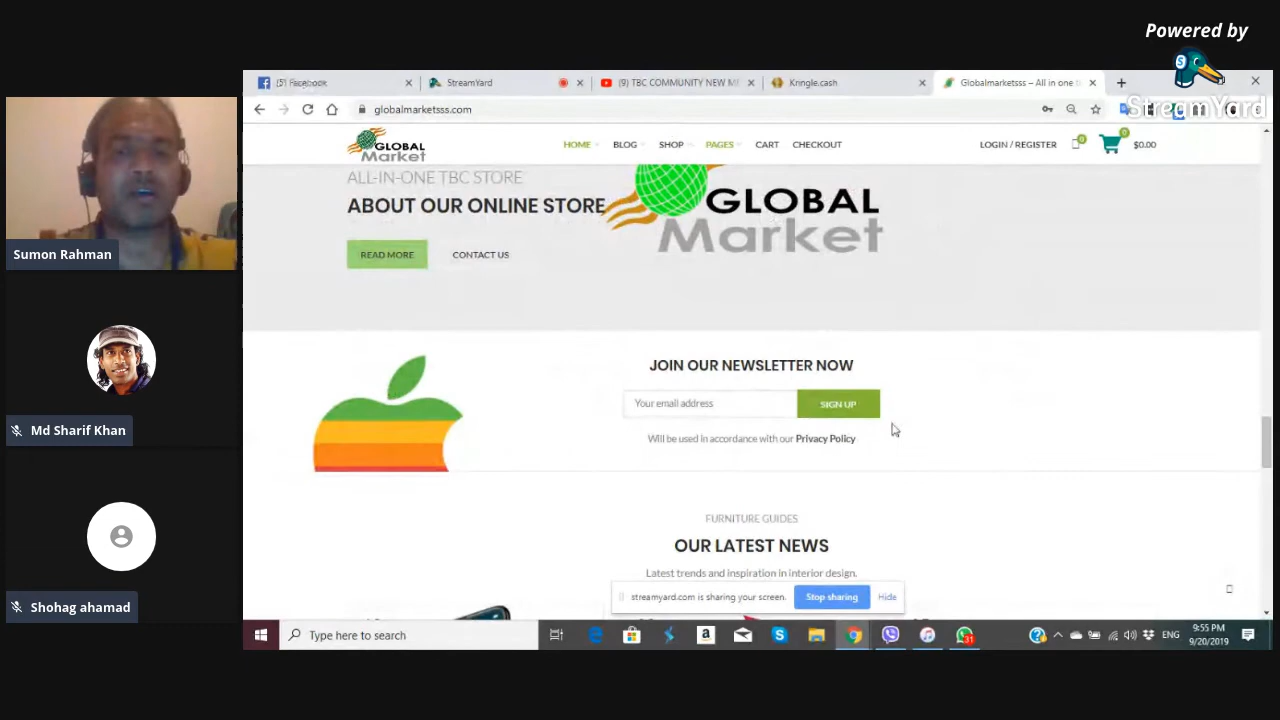 Powered by
StreamYard
(5) Facebook
StreamYard
(9) TBC COMMUNITY NEW M
Kringle.cash
Globalmarketsss – All in one
globalmarketsss.com
GLOBAL
Market
HOME
BLOG
SHOP
PAGES
CART
CHECKOUT
LOGIN / REGISTER
0
0
$0.00
ALL-IN-ONE TBC STORE
ABOUT OUR ONLINE STORE
GLOBAL
Market
READ MORE
CONTACT US
JOIN OUR NEWSLETTER NOW
Your email address
SIGN UP
Will be used in accordance with our Privacy Policy
FURNITURE GUIDES
OUR LATEST NEWS
Latest trends and inspiration in interior design.
streamyard.com is sharing your screen.
Stop sharing
Hide
Type here to search
31
ENG
9:55 PM
9/20/2019
Sumon Rahman
Md Sharif Khan
Shohag ahamad